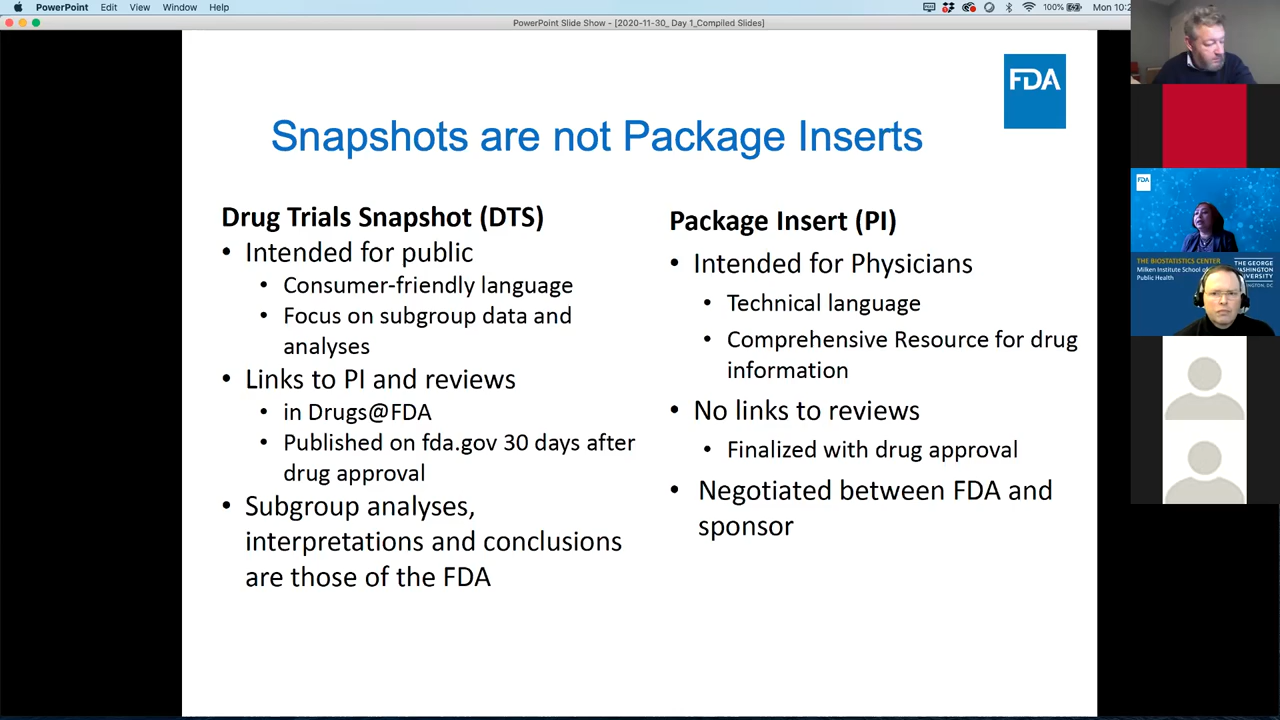 PowerPoint Edit View Window Help
100% Mon 10:2
PowerPoint Slide Show - [2020-11-30_ Day 1_Compiled Slides]
FDA
Snapshots are not Package Inserts
Drug Trials Snapshot (DTS)
• Intended for public
• Consumer-friendly language
• Focus on subgroup data and
analyses
• Links to PI and reviews
• in Drugs@FDA
• Published on fda.gov 30 days after
drug approval
• Subgroup analyses,
interpretations and conclusions
are those of the FDA
Package Insert (PI)
• Intended for Physicians
• Technical language
• Comprehensive Resource for drug
information
• No links to reviews
• Finalized with drug approval
• Negotiated between FDA and
sponsor
FDA
THE BIOSTATISTICS CENTER
Milken Institute School of
Public Health
THE GEORGE
WASHINGTON
UNIVERSITY